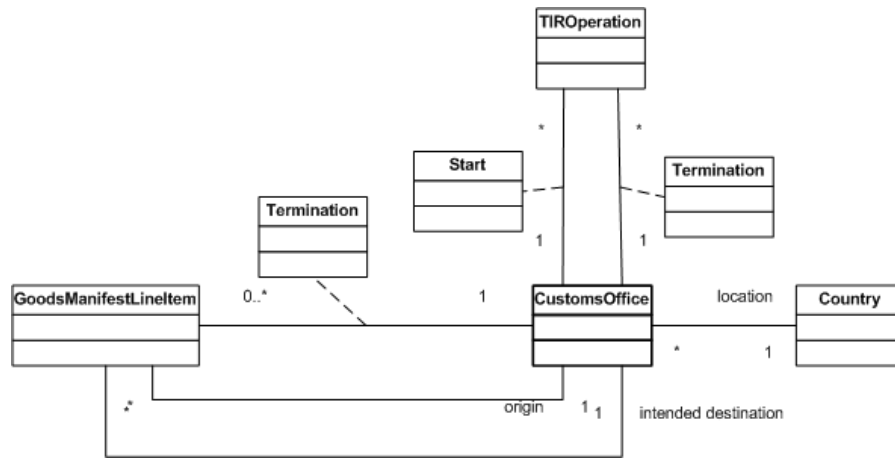 TIROperation
* *
Start
Termination
Termination
1 1
GoodsManifestLineItem
0..*
1
CustomsOffice
location
Country
* 1
* *
origin
1 1
intended destination